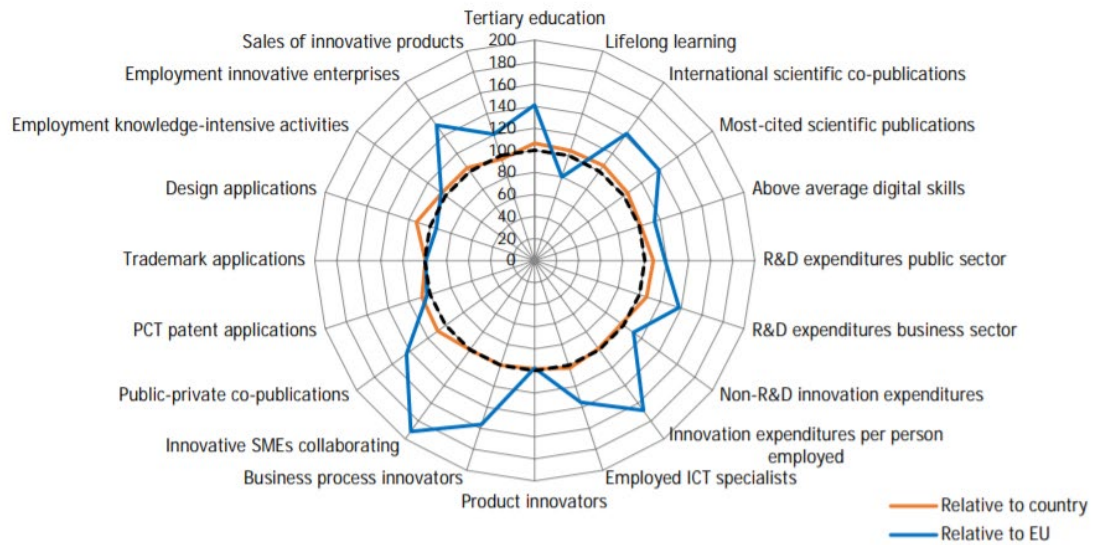 Tertiary education
Sales of innovative products
Lifelong learning
Employment innovative enterprises
International scientific co-publications
Employment knowledge-intensive activities
Most-cited scientific publications
Design applications
Above average digital skills
Trademark applications
R&D expenditures public sector
PCT patent applications
R&D expenditures business sector
Public-private co-publications
Non-R&D innovation expenditures
Innovative SMEs collaborating
Innovation expenditures per person
employed
Business process innovators
Employed ICT specialists
Product innovators
200
180
160
140
120
100
80
60
40
20
0
Relative to country
Relative to EU